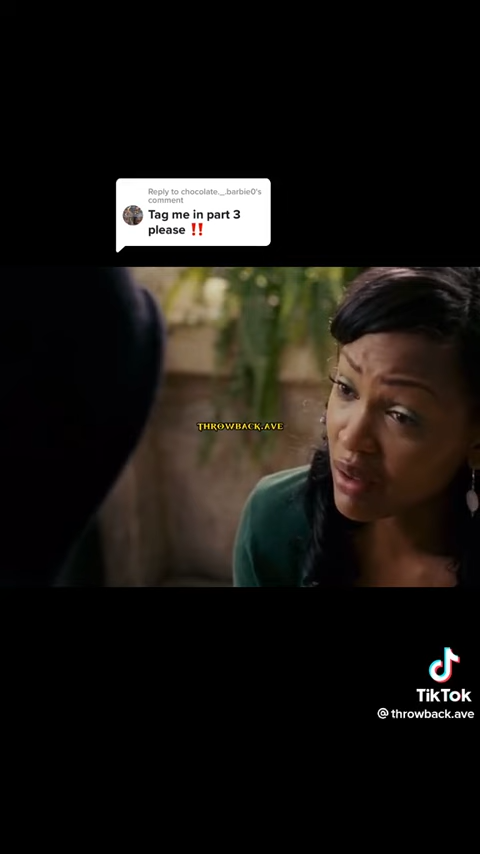 Reply to chocolate._.barbie0's
comment
Tag me in part 3
please ‼️
THROWBACK.AVE
TikTok
@throwback.ave